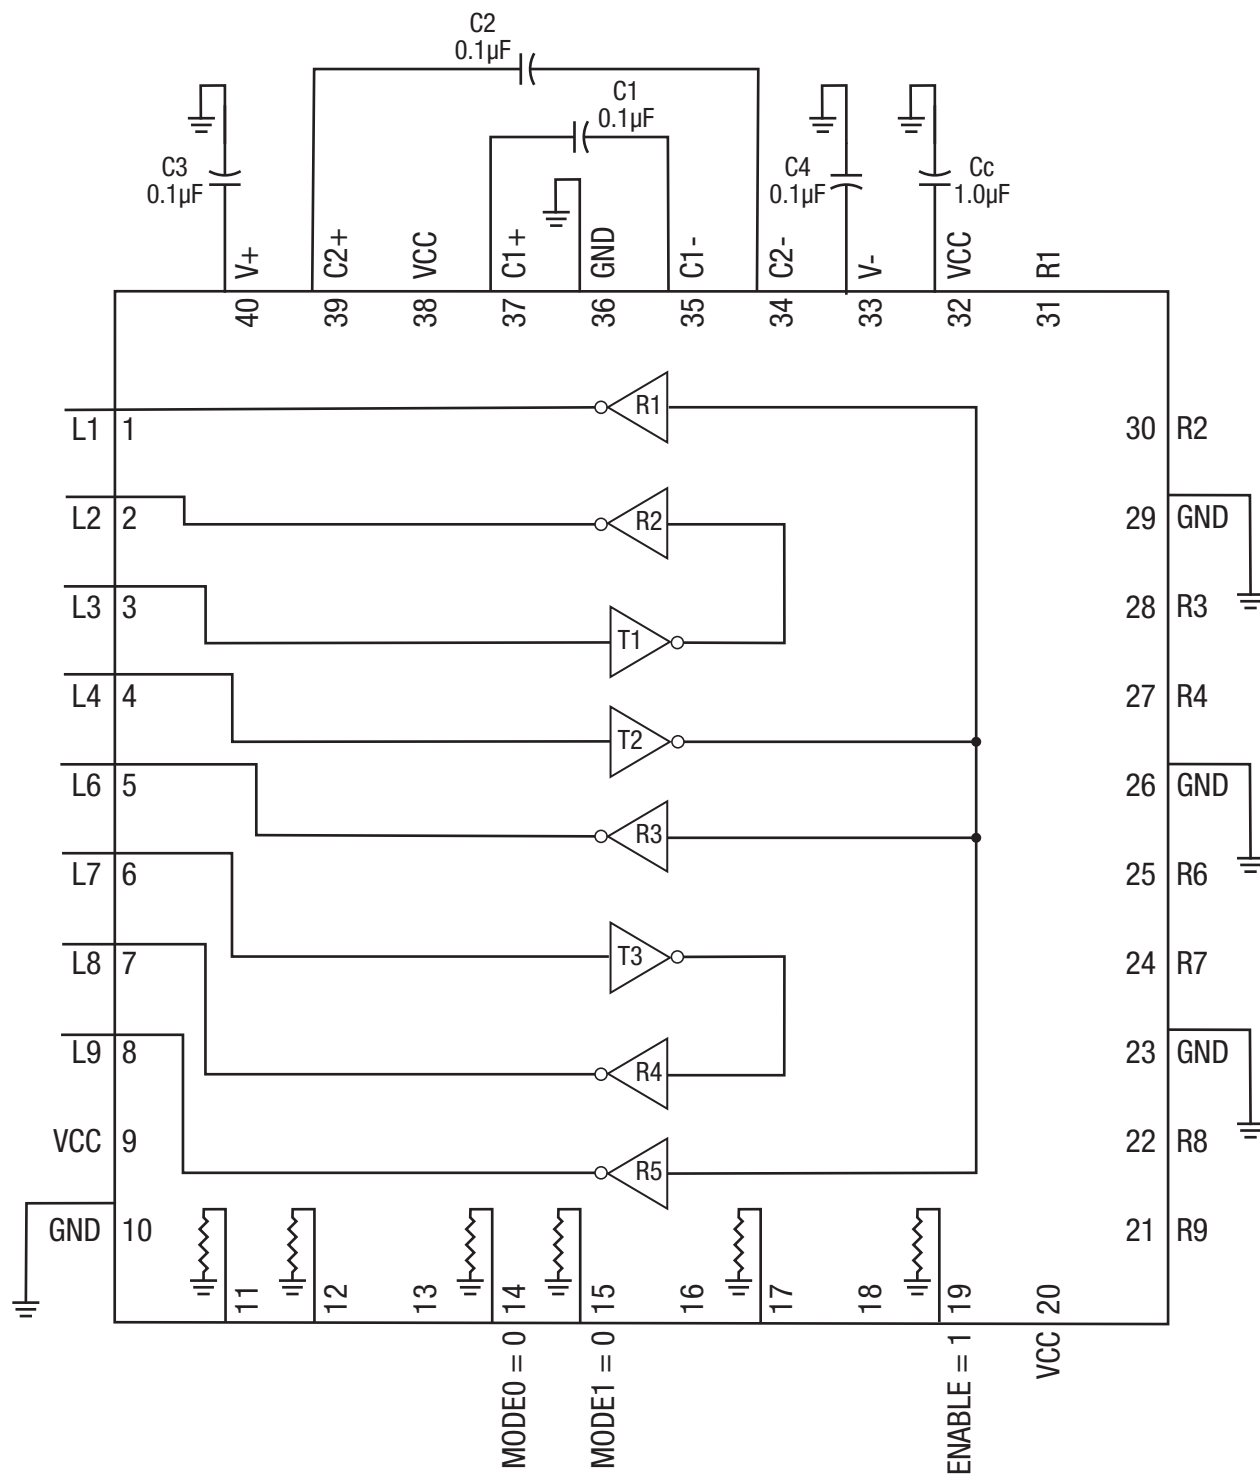 C2
0.1µF
C1
0.1µF
C3
0.1µF
C4
0.1µF
Cc
1.0µF
V+
C2+
VCC
C1+
GND
C1-
C2-
V-
VCC
R1
40
39
38
37
36
35
34
33
32
31
L1 1
R1
30 R2
L2 2
R2
29 GND
L3 3
T1
28 R3
L4 4
T2
27 R4
L6 5
R3
26 GND
L7 6
T3
25 R6
L8 7
R4
24 R7
L9 8
R5
23 GND
VCC 9
22 R8
GND 10
21 R9
11
12
13
14
15
16
17
18
19
20
MODE0 = 0
MODE1 = 0
ENABLE = 1
VCC